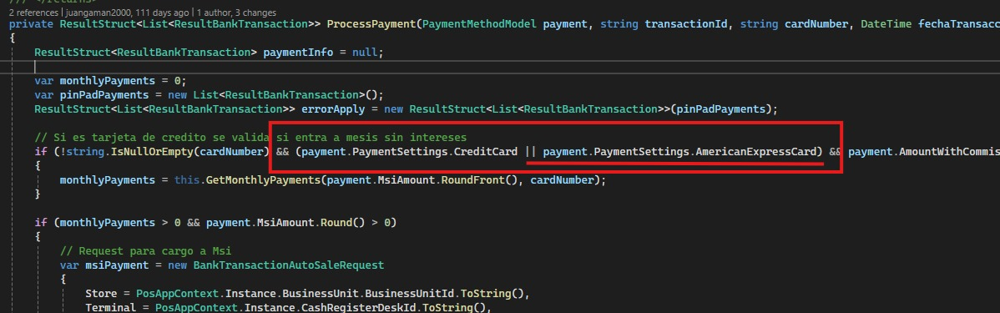 /// </returns>
2 references | juangaman2000, 111 days ago | 1 author, 3 changes
private ResultStruct<List<ResultBankTransaction>> ProcessPayment(PaymentMethodModel payment, string transactionId, string cardNumber, DateTime fechaTransacc
{
ResultStruct<ResultBankTransaction> paymentInfo = null;
var monthlyPayments = 0;
var pinPadPayments = new List<ResultBankTransaction>();
ResultStruct<List<ResultBankTransaction>> errorApply = new ResultStruct<List<ResultBankTransaction>>(pinPadPayments);
// Si es tarjeta de credito se valida si entra a mesis sin intereses
if (!string.IsNullOrEmpty(cardNumber) && (payment.PaymentSettings.CreditCard || payment.PaymentSettings.AmericanExpressCard) && payment.AmountWithCommis
{
monthlyPayments = this.GetMonthlyPayments(payment.MsiAmount.RoundFront(), cardNumber);
}
if (monthlyPayments > 0 && payment.MsiAmount.Round() > 0)
{
// Request para cargo a Msi
var msiPayment = new BankTransactionAutoSaleRequest
{
Store = PosAppContext.Instance.BusinessUnit.BusinessUnitId.ToString(),
Terminal = PosAppContext.Instance.CashRegisterDeskId.ToString(),